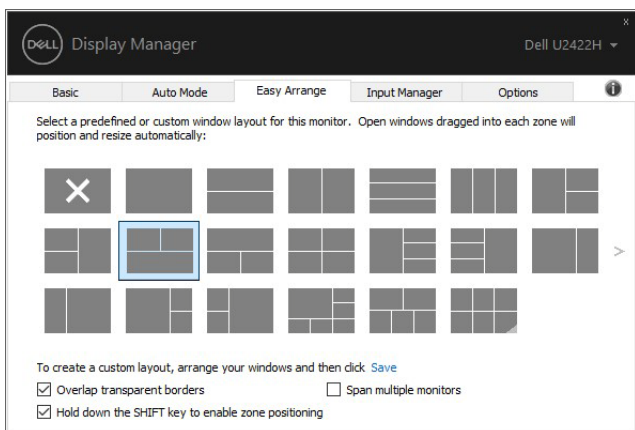 DELL Display Manager
Dell U2422H
x
Basic Auto Mode Easy Arrange Input Manager Options
Select a predefined or custom window layout for this monitor. Open windows dragged into each zone will
position and resize automatically:
>
To create a custom layout, arrange your windows and then click Save
Overlap transparent borders
Span multiple monitors
Hold down the SHIFT key to enable zone positioning